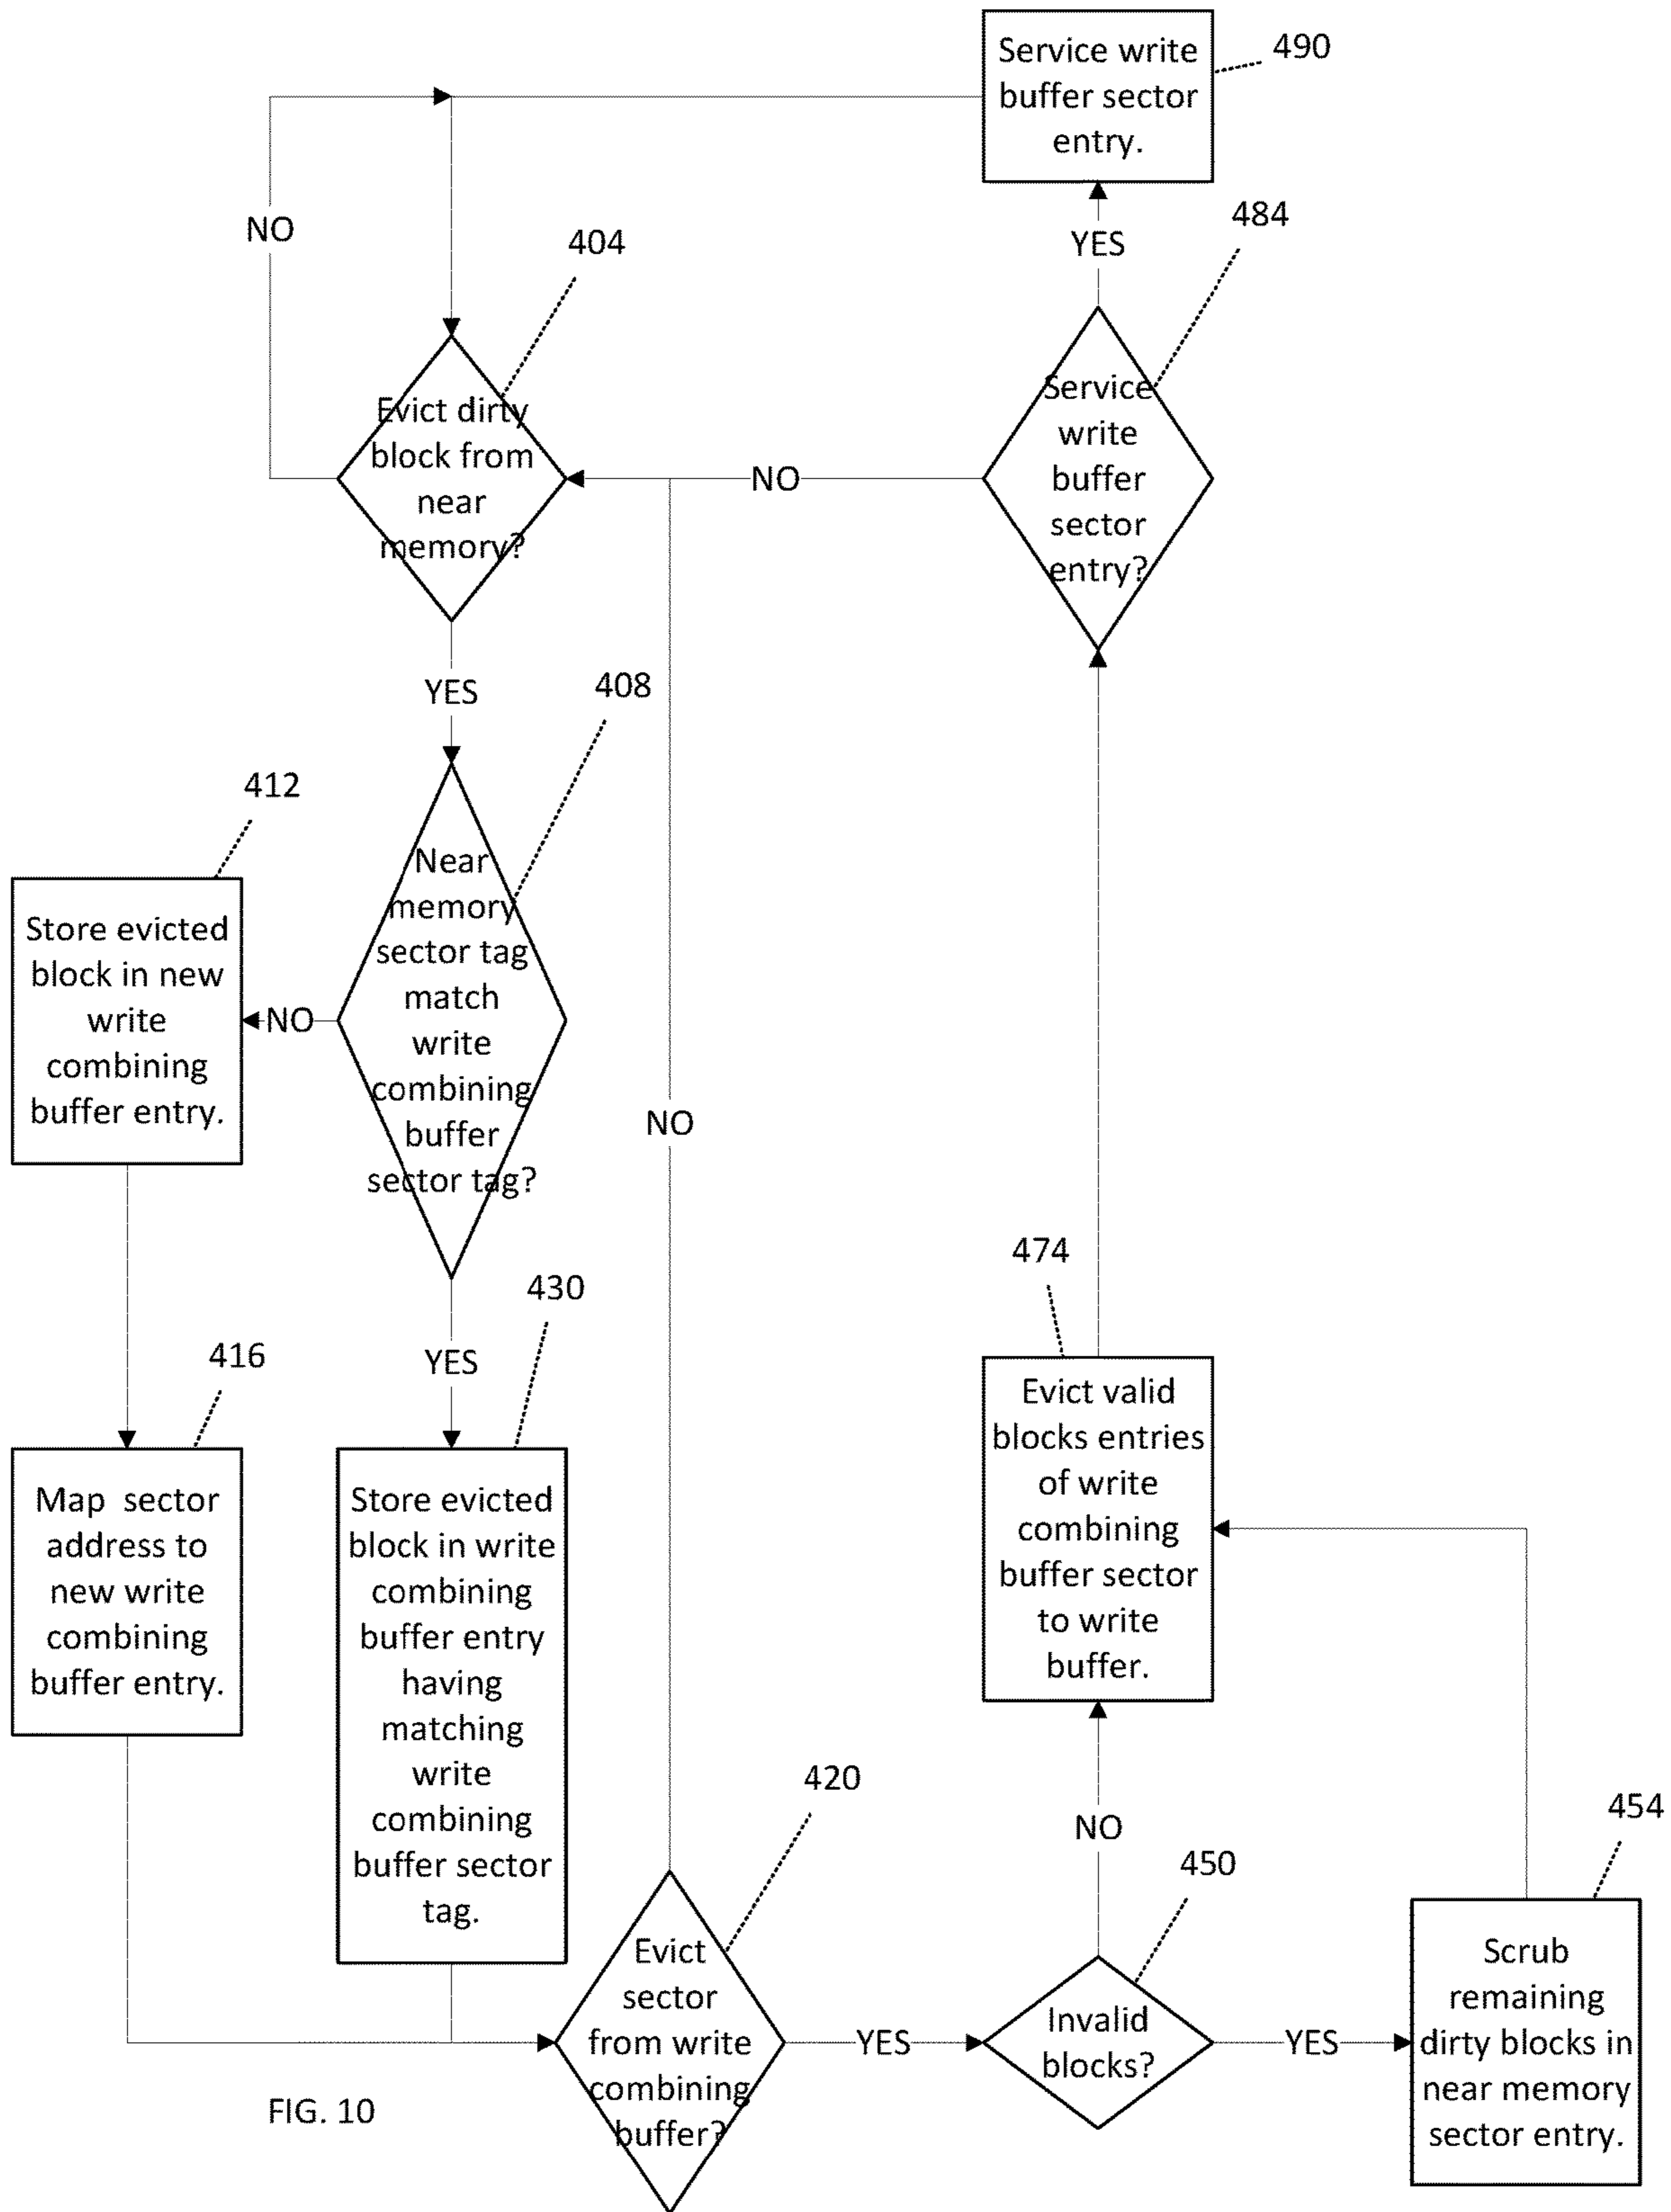 Service write
buffer sector
entry.
490
NO
YES
484
404
Evict dirty
block from
near
memory?
NO
Service
write
buffer
sector
entry?
YES
408
412
Near
memory
sector tag
match
write
combining
buffer
sector tag?
Store evicted
block in new
write
combining
buffer entry.
NO
NO
474
430
416
YES
Evict valid
blocks entries
of write
combining
buffer sector
to write
buffer.
Map sector
address to
new write
combining
buffer entry.
Store evicted
block in write
combining
buffer entry
having
matching
write
combining
buffer sector
tag.
420
NO
450
454
Evict
sector
from write
combining
buffer?
YES
Invalid
blocks?
YES
Scrub
remaining
dirty blocks in
near memory
sector entry.
FIG. 10